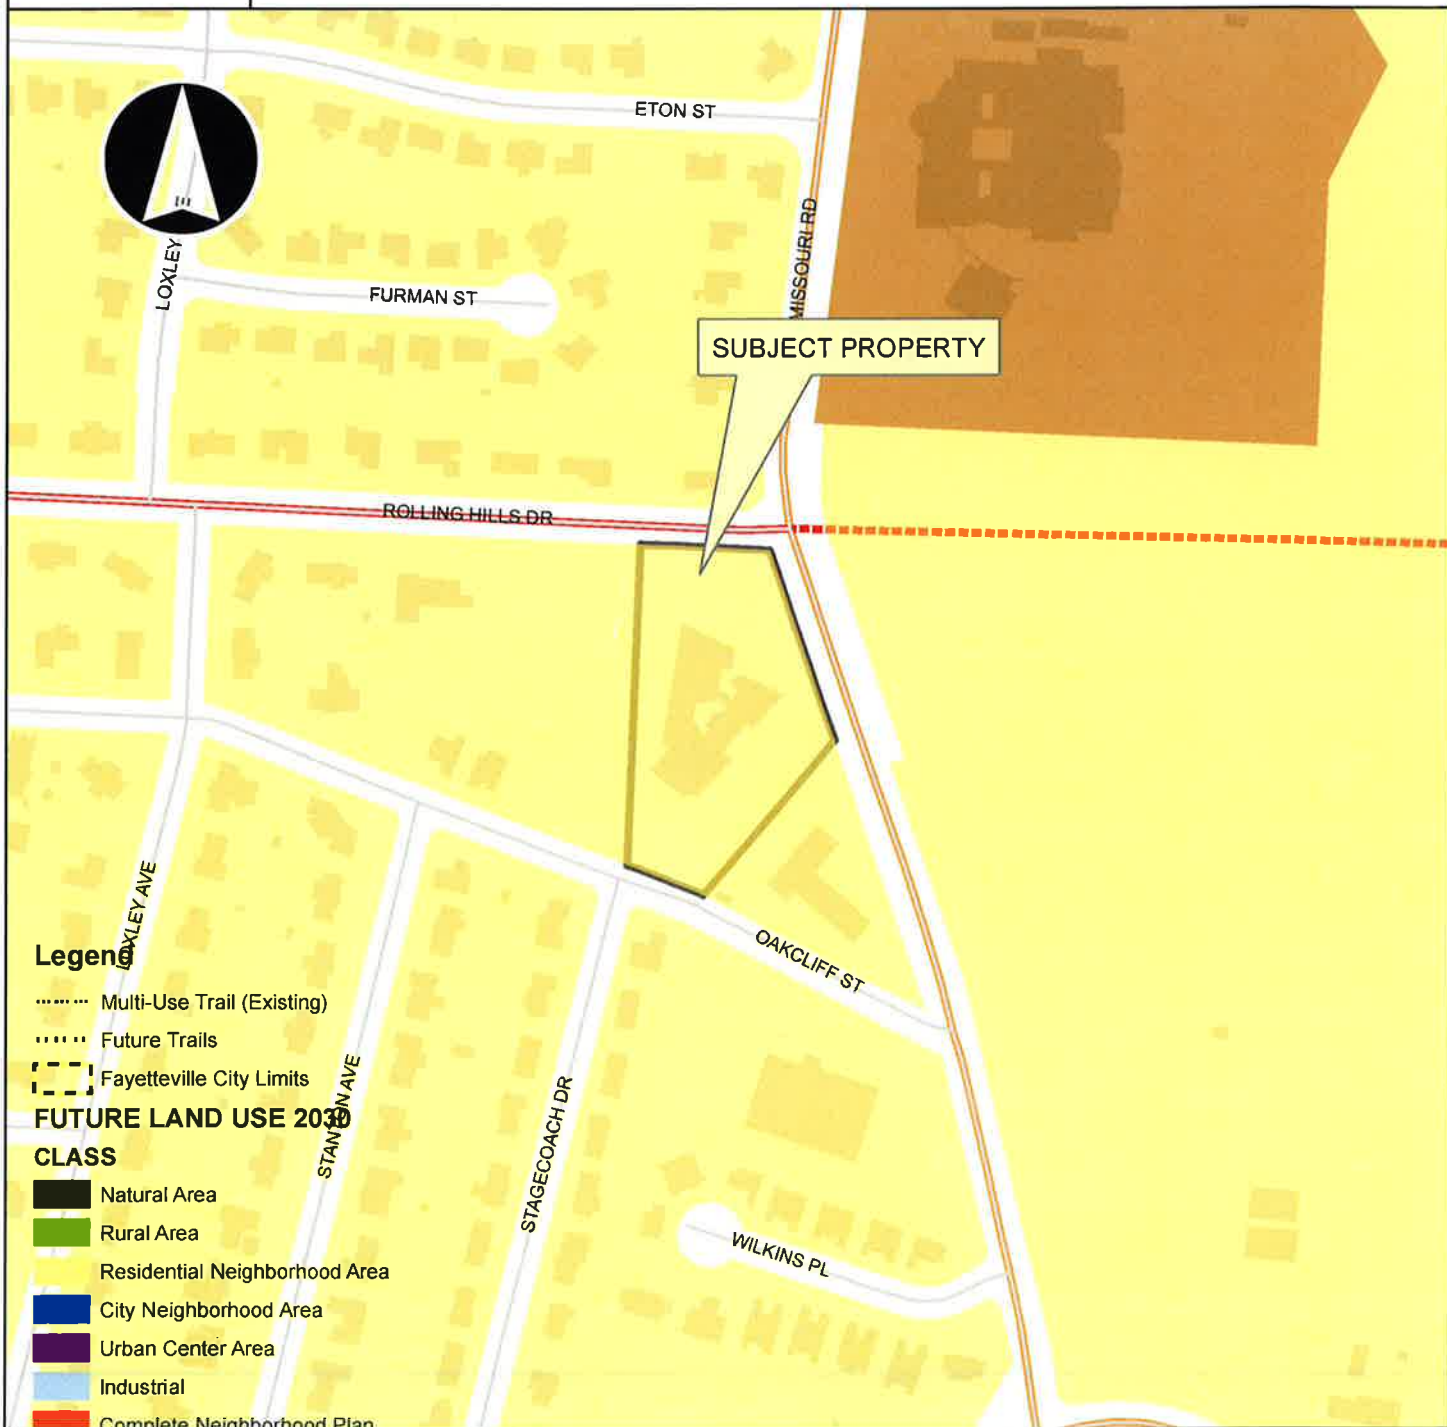 ETON ST
MISSOURI RD
LOXLEY
FURMAN ST
SUBJECT PROPERTY
ROLLING HILLS DR
LOXLEY AVE
OAKCLIFF ST
STANTON AVE
STAGECOACH DR
WILKINS PL
Legend
Multi-Use Trail (Existing)
Future Trails
Fayetteville City Limits
FUTURE LAND USE 2030
CLASS
Natural Area
Rural Area
Residential Neighborhood Area
City Neighborhood Area
Urban Center Area
Industrial
Complete Neighborhood Plan